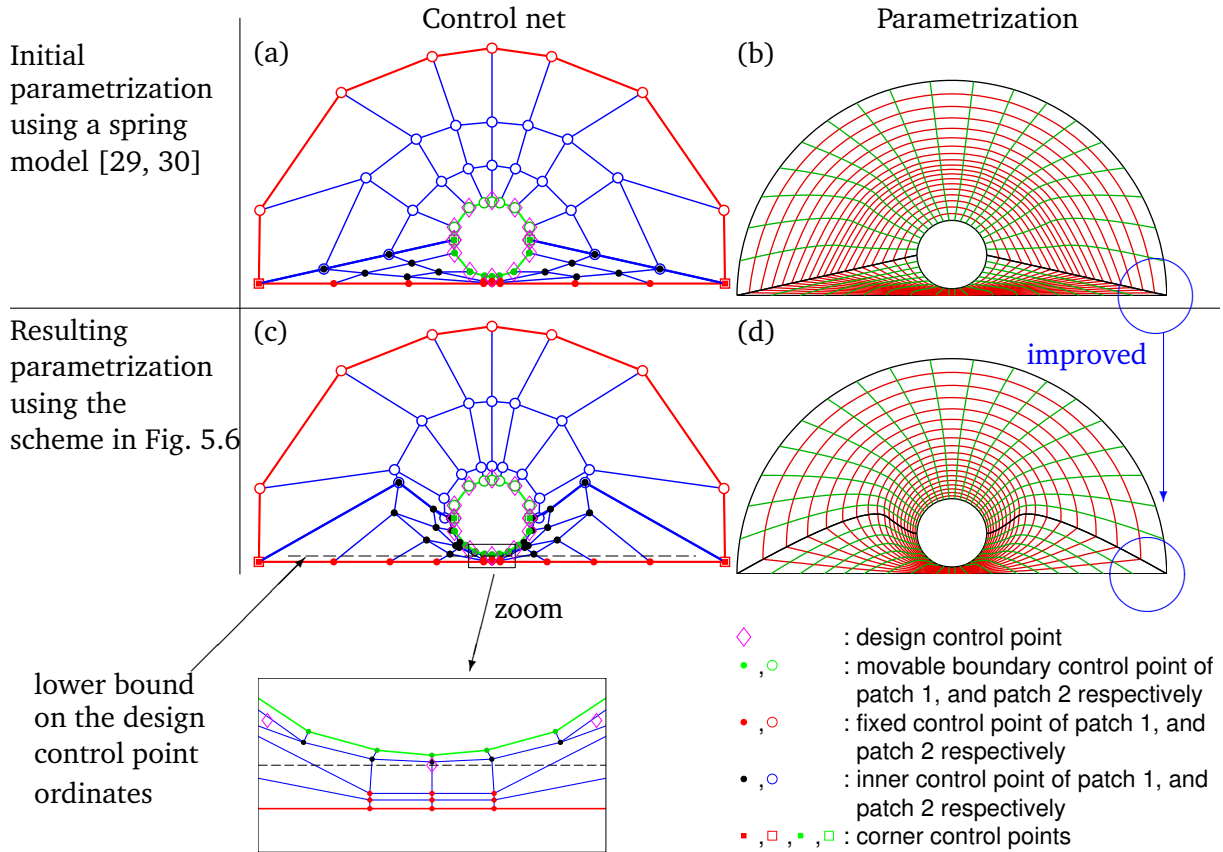 Control net
Parametrization
Initial
parametrization
using a spring
model [29, 30]
(a)
(b)
Resulting
parametrization
using the
scheme in Fig. 5.6
(c)
(d)
improved
zoom
lower bound
on the design
control point
ordinates
: design control point
, : movable boundary control point of
patch 1, and patch 2 respectively
, : fixed control point of patch 1, and
patch 2 respectively
, : inner control point of patch 1, and
patch 2 respectively
, , , : corner control points